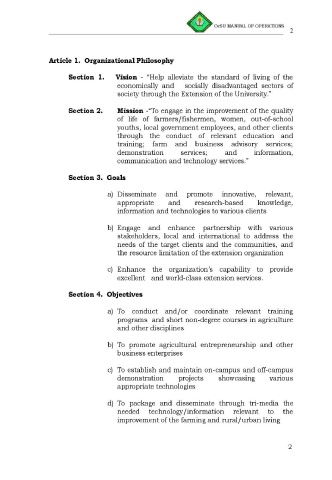 CvSU MANUAL OF OPERATIONS
2
Article 1. Organizational Philosophy
Section 1. Vision - "Help alleviate the standard of living of the
economically and socially disadvantaged sectors of
society through the Extension of the University."
Section 2. Mission -"To engage in the improvement of the quality
of life of farmers/fishermen, women, out-of-school
youths, local government employees, and other clients
through the conduct of relevant education and
training; farm and business advisory services;
demonstration services; and information,
communication and technology services."
Section 3. Goals
a) Disseminate and promote innovative, relevant,
appropriate and research-based knowledge,
information and technologies to various clients
b) Engage and enhance partnership with various
stakeholders, local and international to address the
needs of the target clients and the communities, and
the resource limitation of the extension organization
c) Enhance the organization's capability to provide
excellent and world-class extension services.
Section 4. Objectives
a) To conduct and/or coordinate relevant training
programs and short non-degree courses in agriculture
and other disciplines
b) To promote agricultural entrepreneurship and other
business enterprises
c) To establish and maintain on-campus and off-campus
demonstration projects showcasing various
appropriate technologies
d) To package and disseminate through tri-media the
needed technology/information relevant to the
improvement of the farming and rural/urban living
2